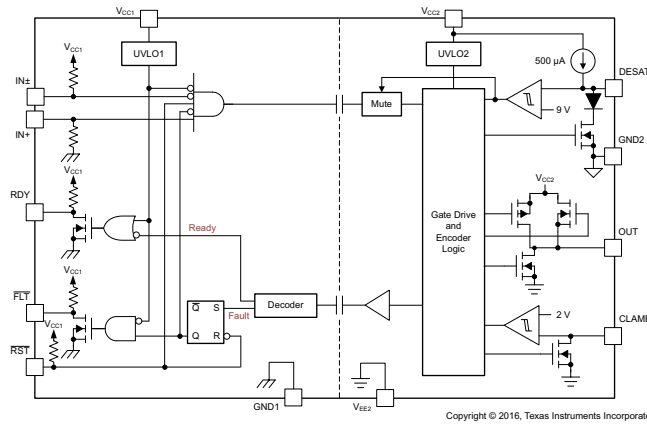 VCC1
VCC2
UVLO1
UVLO2
500 µA
DESAT
VCC1
IN±
IN+
Mute
9 V
GND2
VCC1
RDY
Ready
VCC2
Gate Drive
and
Encoder
Logic
OUT
VCC1
FLT
VCC1
Q
S
Fault
Q
R
Decoder
2 V
CLAMP
RST
GND1
VEE2
Copyright © 2016, Texas Instruments Incorporate